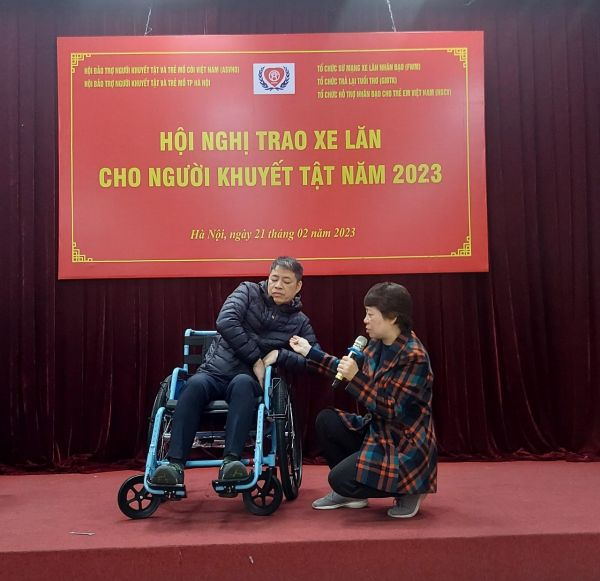 HỘI BẢO TRỢ NGƯỜI KHUYẾT TẬT VÀ TRẺ MỒ CÔI VIỆT NAM (ASVHO)
HỘI BẢO TRỢ NGƯỜI KHUYẾT TẬT VÀ TRẺ MỒ TP HÀ NỘI
TỔ CHỨC SỨ MẠNG XE LĂN NHÂN ĐẠO (FWM)
TỔ CHỨC TRẢ LẠI TUỔI THƠ (GMTK)
TỔ CHỨC HỖ TRỢ NHÂN ĐẠO CHO TRẺ EM VIỆT NAM (HSCV)
HỘI NGHỊ TRAO XE LĂN
CHO NGƯỜI KHUYẾT TẬT NĂM 2023
Hà Nội, ngày 21 tháng 02 năm 2023